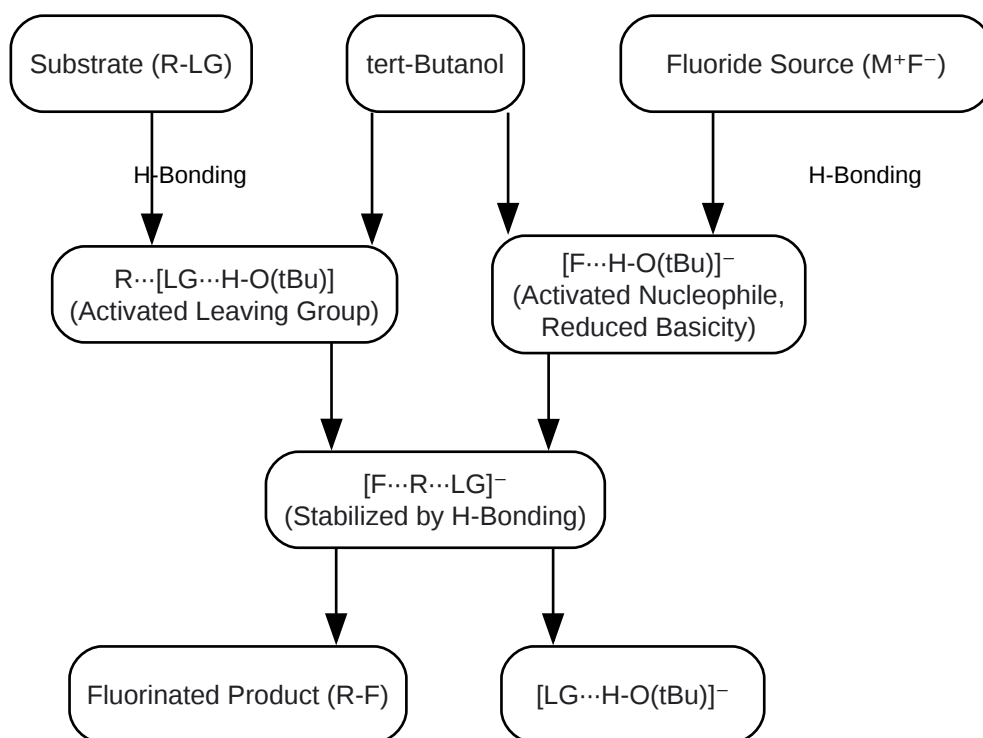 Substrate (R-LG)
tert-Butanol
Fluoride Source (M⁺F⁻)
H-Bonding
H-Bonding
R···[LG···H-O(tBu)]
(Activated Leaving Group)
[F···H-O(tBu)]⁻
(Activated Nucleophile,
Reduced Basicity)
[F···R···LG]⁻
(Stabilized by H-Bonding)
Fluorinated Product (R-F)
[LG···H-O(tBu)]⁻